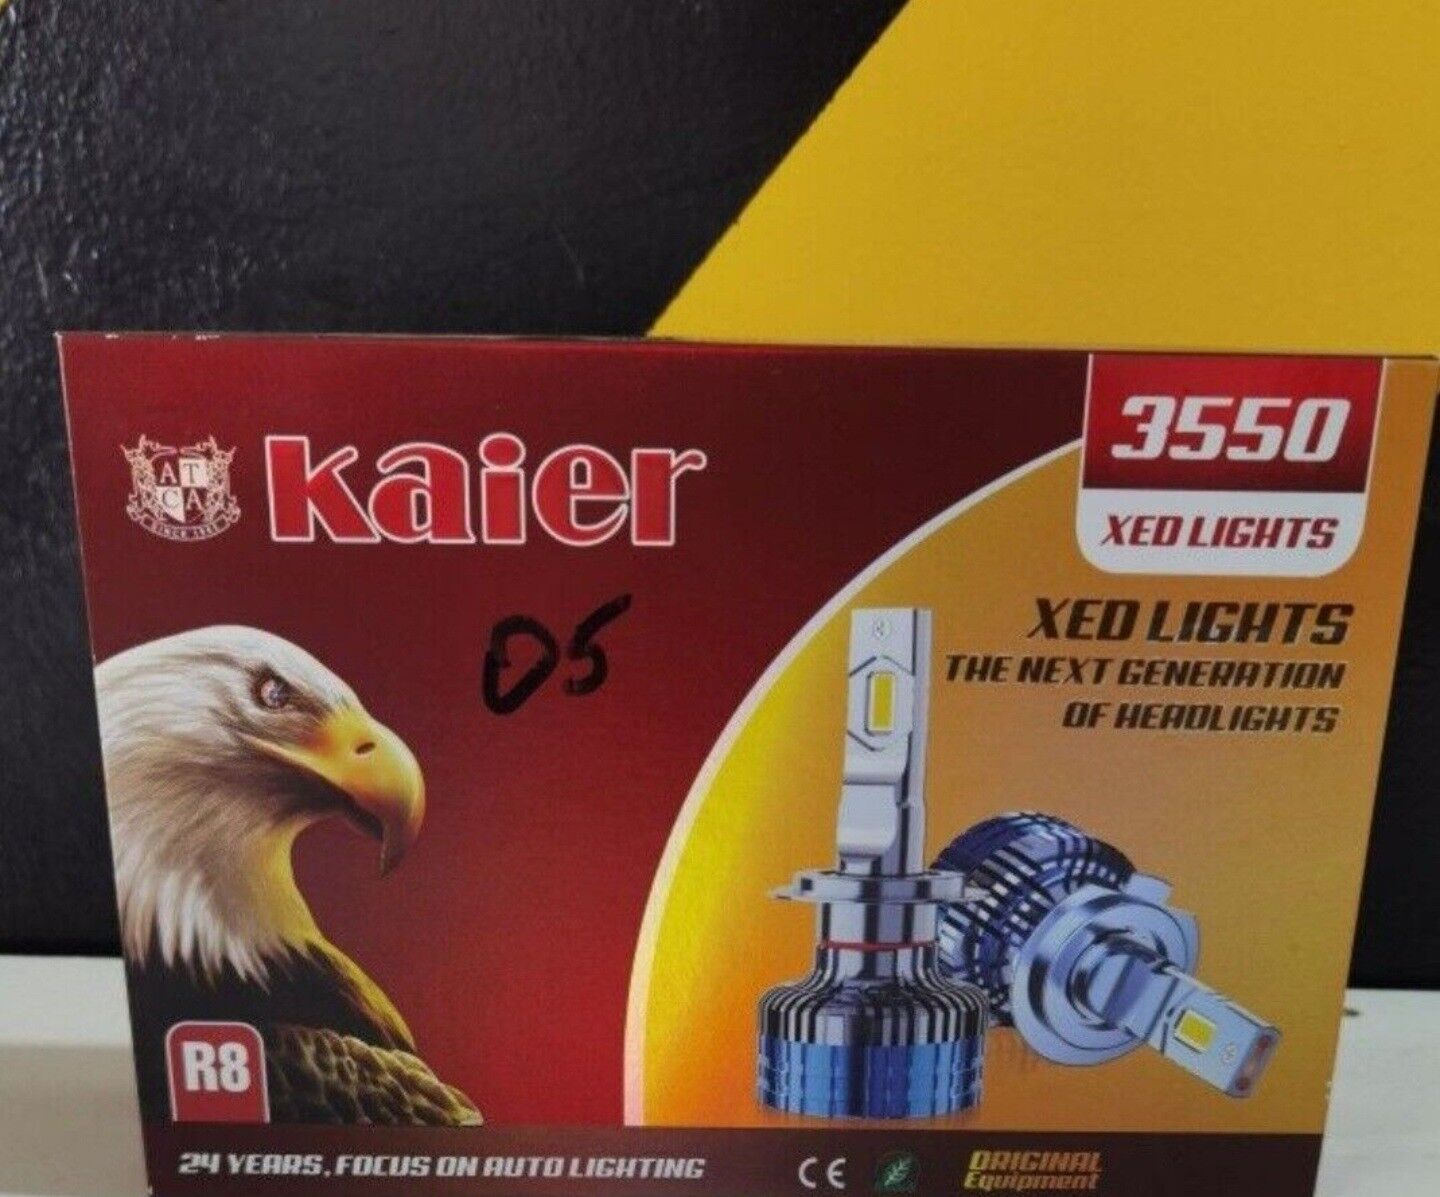 3550
XED LIGHTS
A T
C A
kaier
XED LIGHTS
THE NEXT GENERATION
OF HEADLIGHTS
D5
R8
24 YEARS, FOCUS ON AUTO LIGHTING
CE
ORIGINAL
Equipment